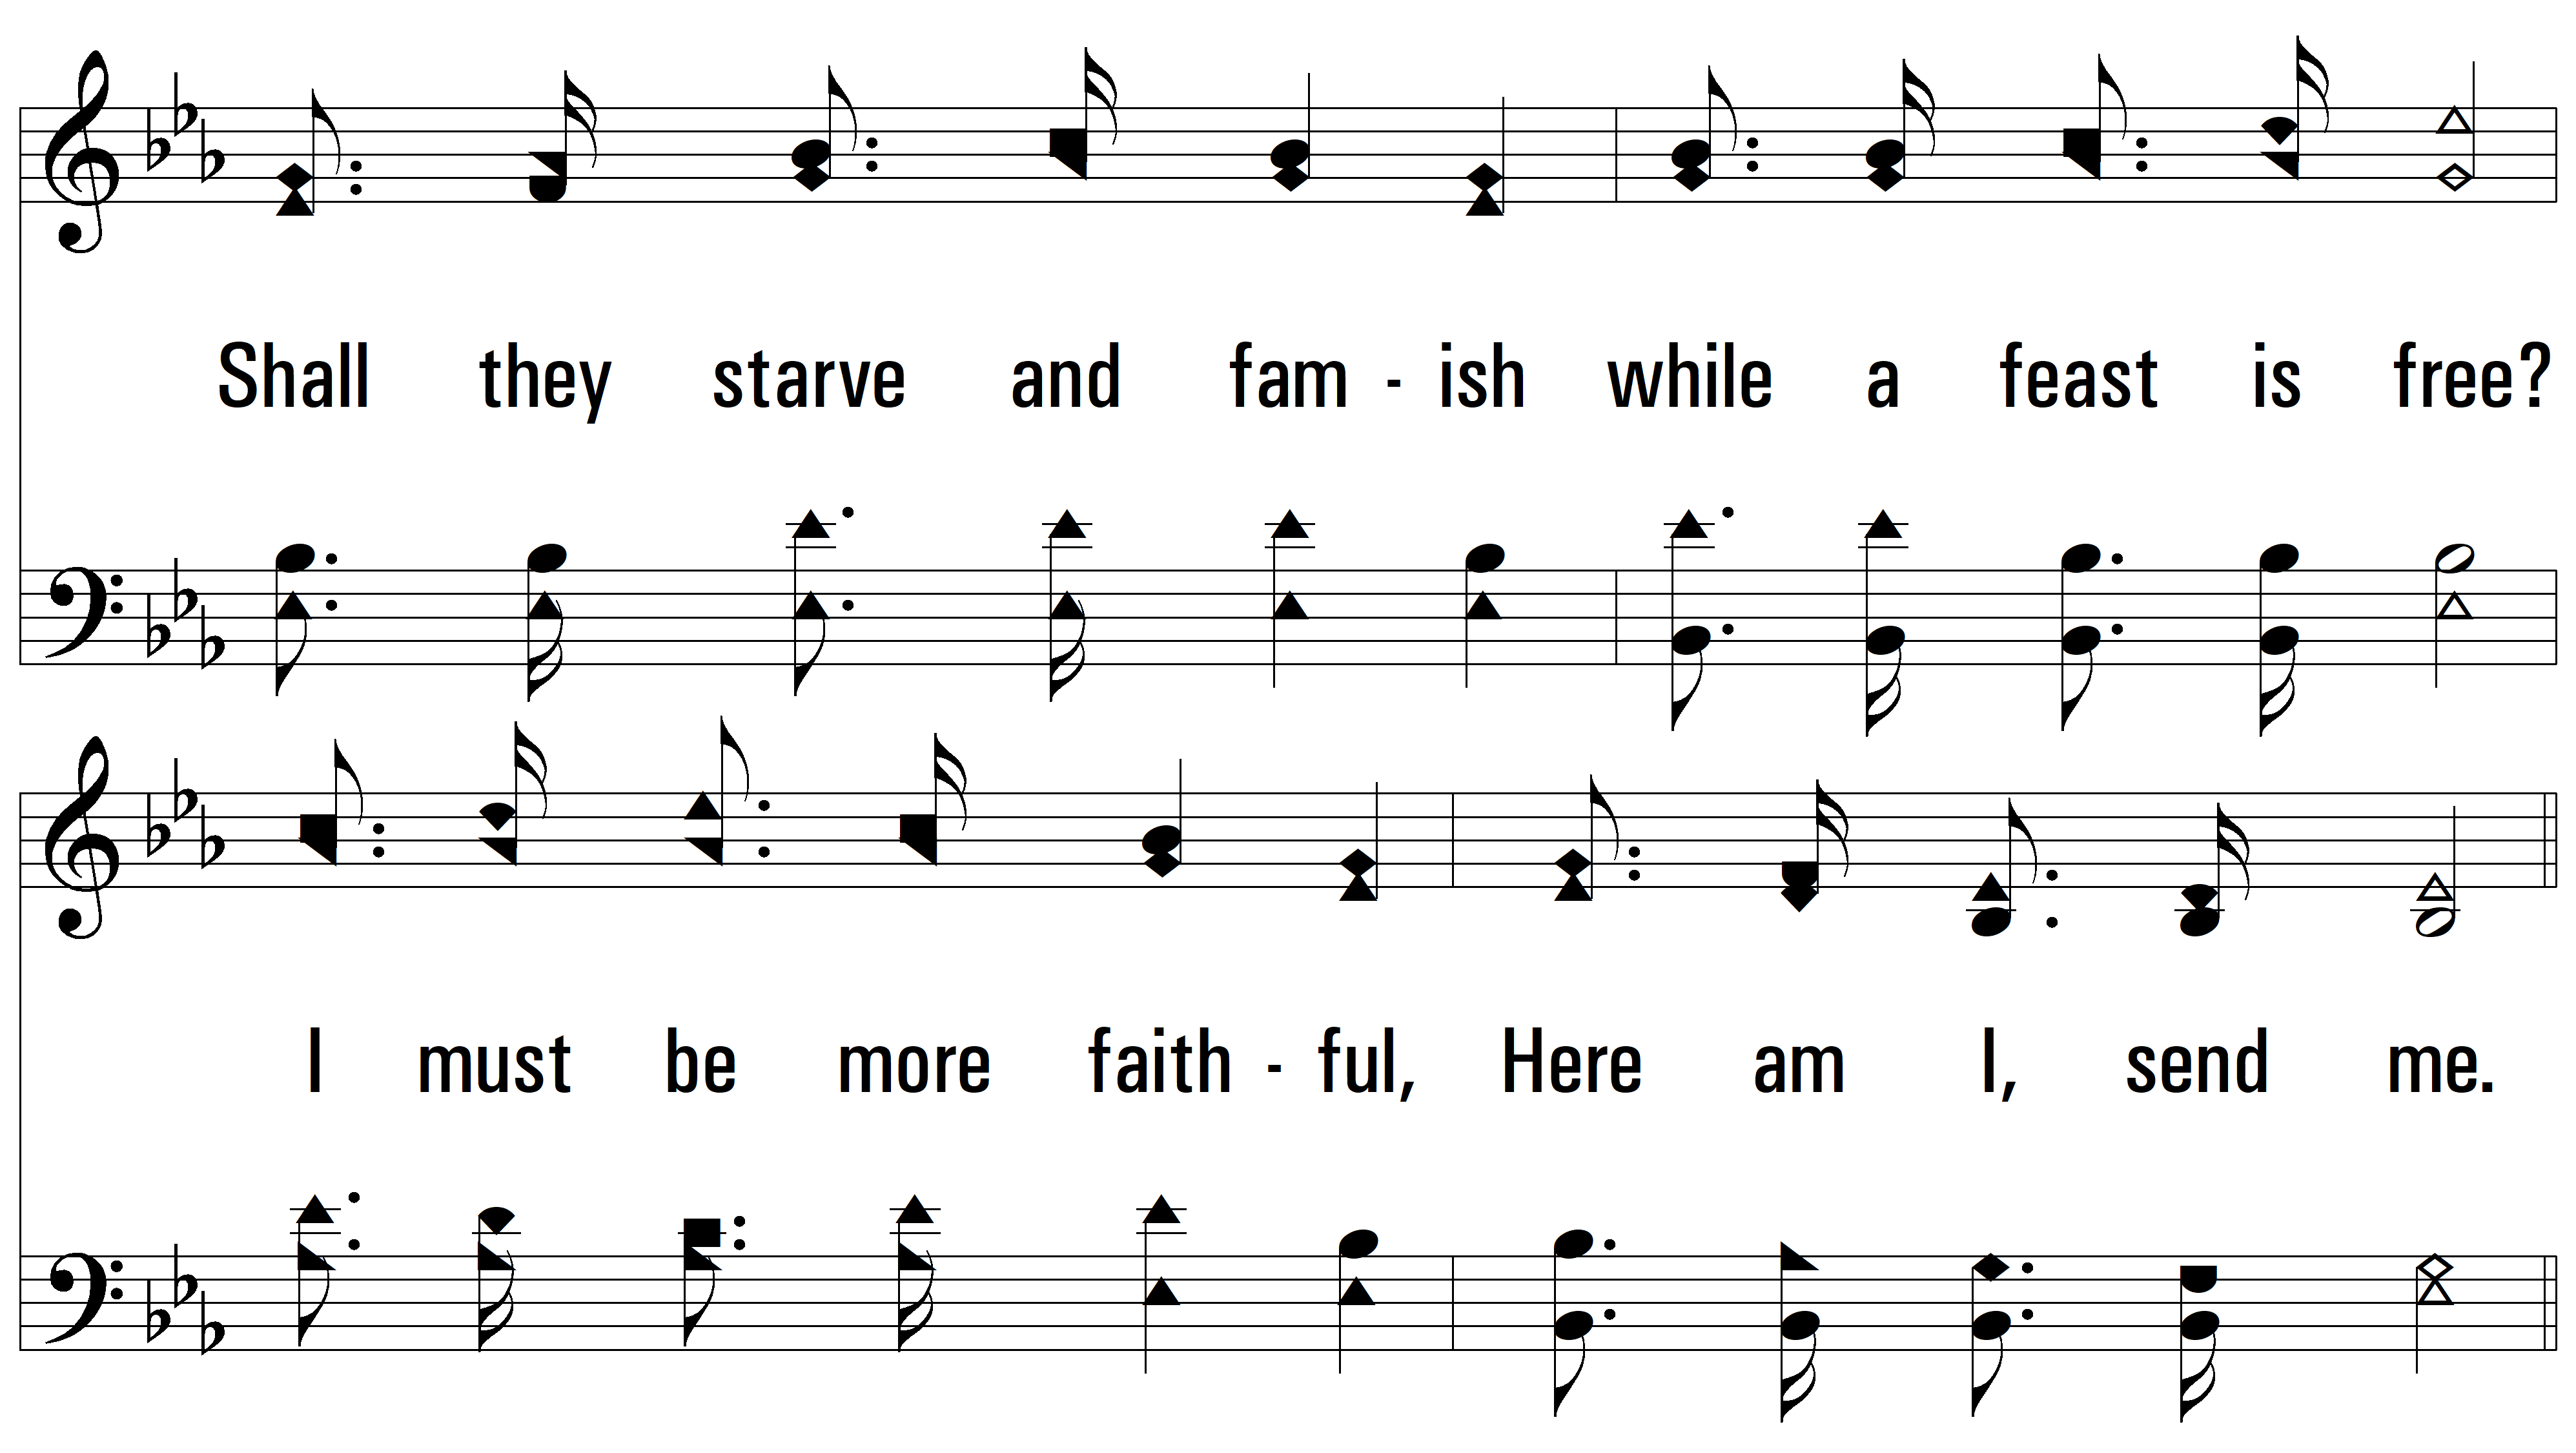 Shall they starve and fam - ish while a feast is free?
I must be more faith - ful, Here am I, send me.